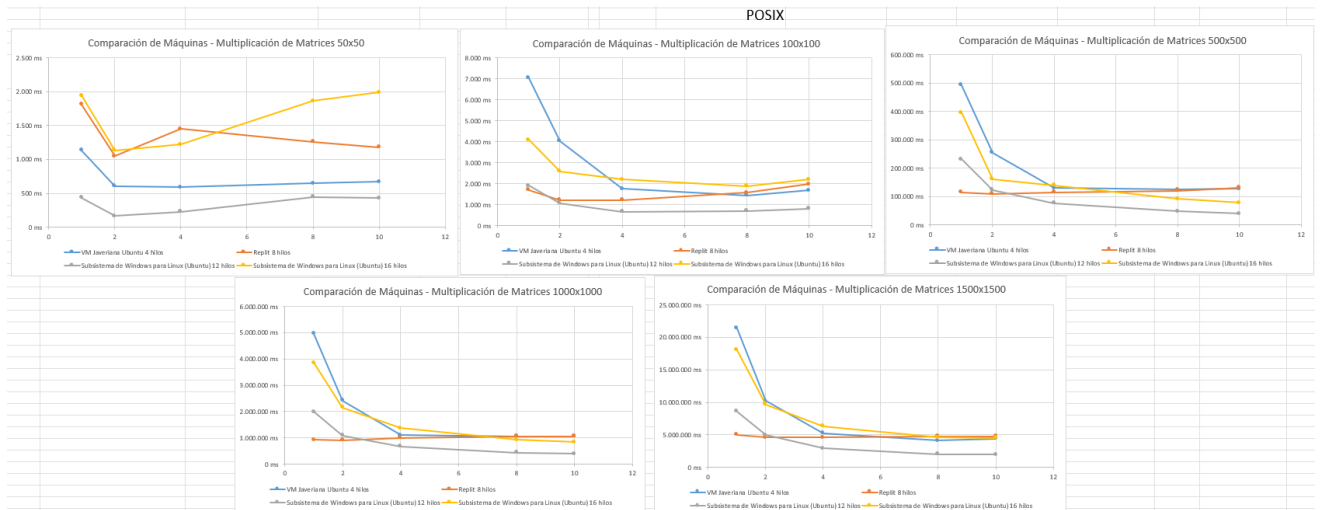 POSIX
Comparación de Máquinas - Multiplicación de Matrices 50x50
2.500 ms
2.000 ms
1.500 ms
1.000 ms
500 ms
0 ms
0 2 4 6 8 10 12
VM Javeriana Ubuntu 4 hilos Replit 8 hilos
Subsistema de Windows para Linux (Ubuntu) 12 hilos Subsistema de Windows para Linux (Ubuntu) 16 hilos
Comparación de Máquinas - Multiplicación de Matrices 100x100
8.000 ms
7.000 ms
6.000 ms
5.000 ms
4.000 ms
3.000 ms
2.000 ms
1.000 ms
0 ms
0 2 4 6 8 10 12
VM Javeriana Ubuntu 4 hilos Replit 8 hilos
Subsistema de Windows para Linux (Ubuntu) 12 hilos Subsistema de Windows para Linux (Ubuntu) 16 hilos
Comparación de Máquinas - Multiplicación de Matrices 500x500
600.000 ms
500.000 ms
400.000 ms
300.000 ms
200.000 ms
100.000 ms
0 ms
0 2 4 6 8 10 12
VM Javeriana Ubuntu 4 hilos Replit 8 hilos
Subsistema de Windows para Linux (Ubuntu) 12 hilos Subsistema de Windows para Linux (Ubuntu) 16 hilos
Comparación de Máquinas - Multiplicación de Matrices 1000x1000
6.000.000 ms
5.000.000 ms
4.000.000 ms
3.000.000 ms
2.000.000 ms
1.000.000 ms
0 ms
0 2 4 6 8 10 12
VM Javeriana Ubuntu 4 hilos Replit 8 hilos
Subsistema de Windows para Linux (Ubuntu) 12 hilos Subsistema de Windows para Linux (Ubuntu) 16 hilos
Comparación de Máquinas - Multiplicación de Matrices 1500x1500
25.000.000 ms
20.000.000 ms
15.000.000 ms
10.000.000 ms
5.000.000 ms
0 ms
0 2 4 6 8 10 12
VM Javeriana Ubuntu 4 hilos Replit 8 hilos
Subsistema de Windows para Linux (Ubuntu) 12 hilos Subsistema de Windows para Linux (Ubuntu) 16 hilos